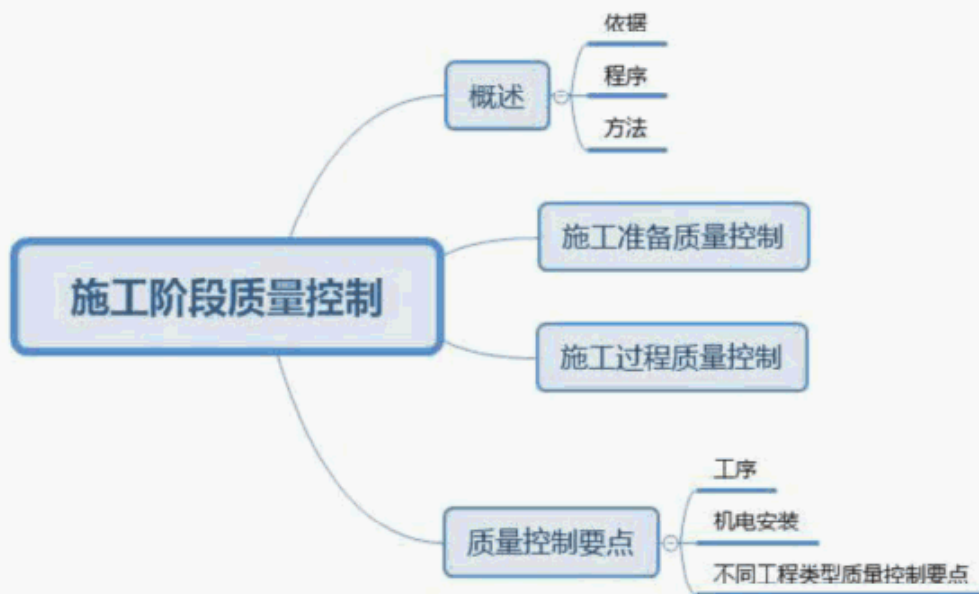 施工阶段质量控制
概述
依据
程序
方法
施工准备质量控制
施工过程质量控制
质量控制要点
工序
机电安装
不同工程类型质量控制要点